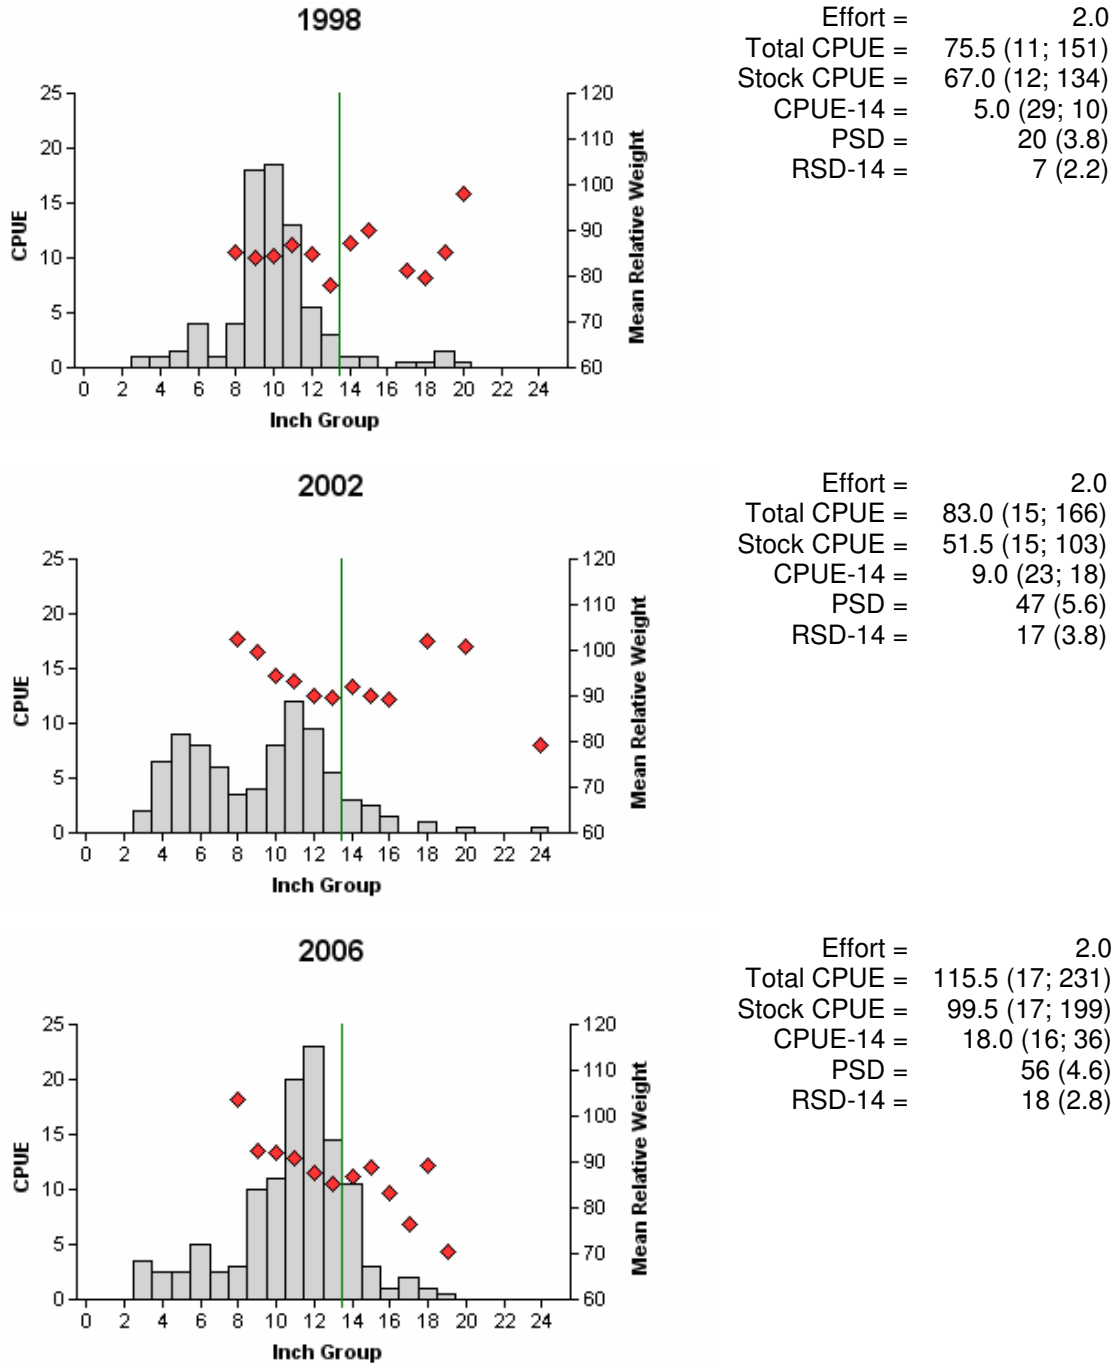 1998
Effort = 2.0
Total CPUE = 75.5 (11; 151)
Stock CPUE = 67.0 (12; 134)
CPUE-14 = 5.0 (29; 10)
PSD = 20 (3.8)
RSD-14 = 7 (2.2)
25
20
15
10
5
0
CPUE
120
110
100
90
80
70
60
Mean Relative Weight
0 2 4 6 8 10 12 14 16 18 20 22 24
Inch Group
2002
Effort = 2.0
Total CPUE = 83.0 (15; 166)
Stock CPUE = 51.5 (15; 103)
CPUE-14 = 9.0 (23; 18)
PSD = 47 (5.6)
RSD-14 = 17 (3.8)
25
20
15
10
5
0
CPUE
120
110
100
90
80
70
60
Mean Relative Weight
0 2 4 6 8 10 12 14 16 18 20 22 24
Inch Group
2006
Effort = 2.0
Total CPUE = 115.5 (17; 231)
Stock CPUE = 99.5 (17; 199)
CPUE-14 = 18.0 (16; 36)
PSD = 56 (4.6)
RSD-14 = 18 (2.8)
25
20
15
10
5
0
CPUE
120
110
100
90
80
70
60
Mean Relative Weight
0 2 4 6 8 10 12 14 16 18 20 22 24
Inch Group